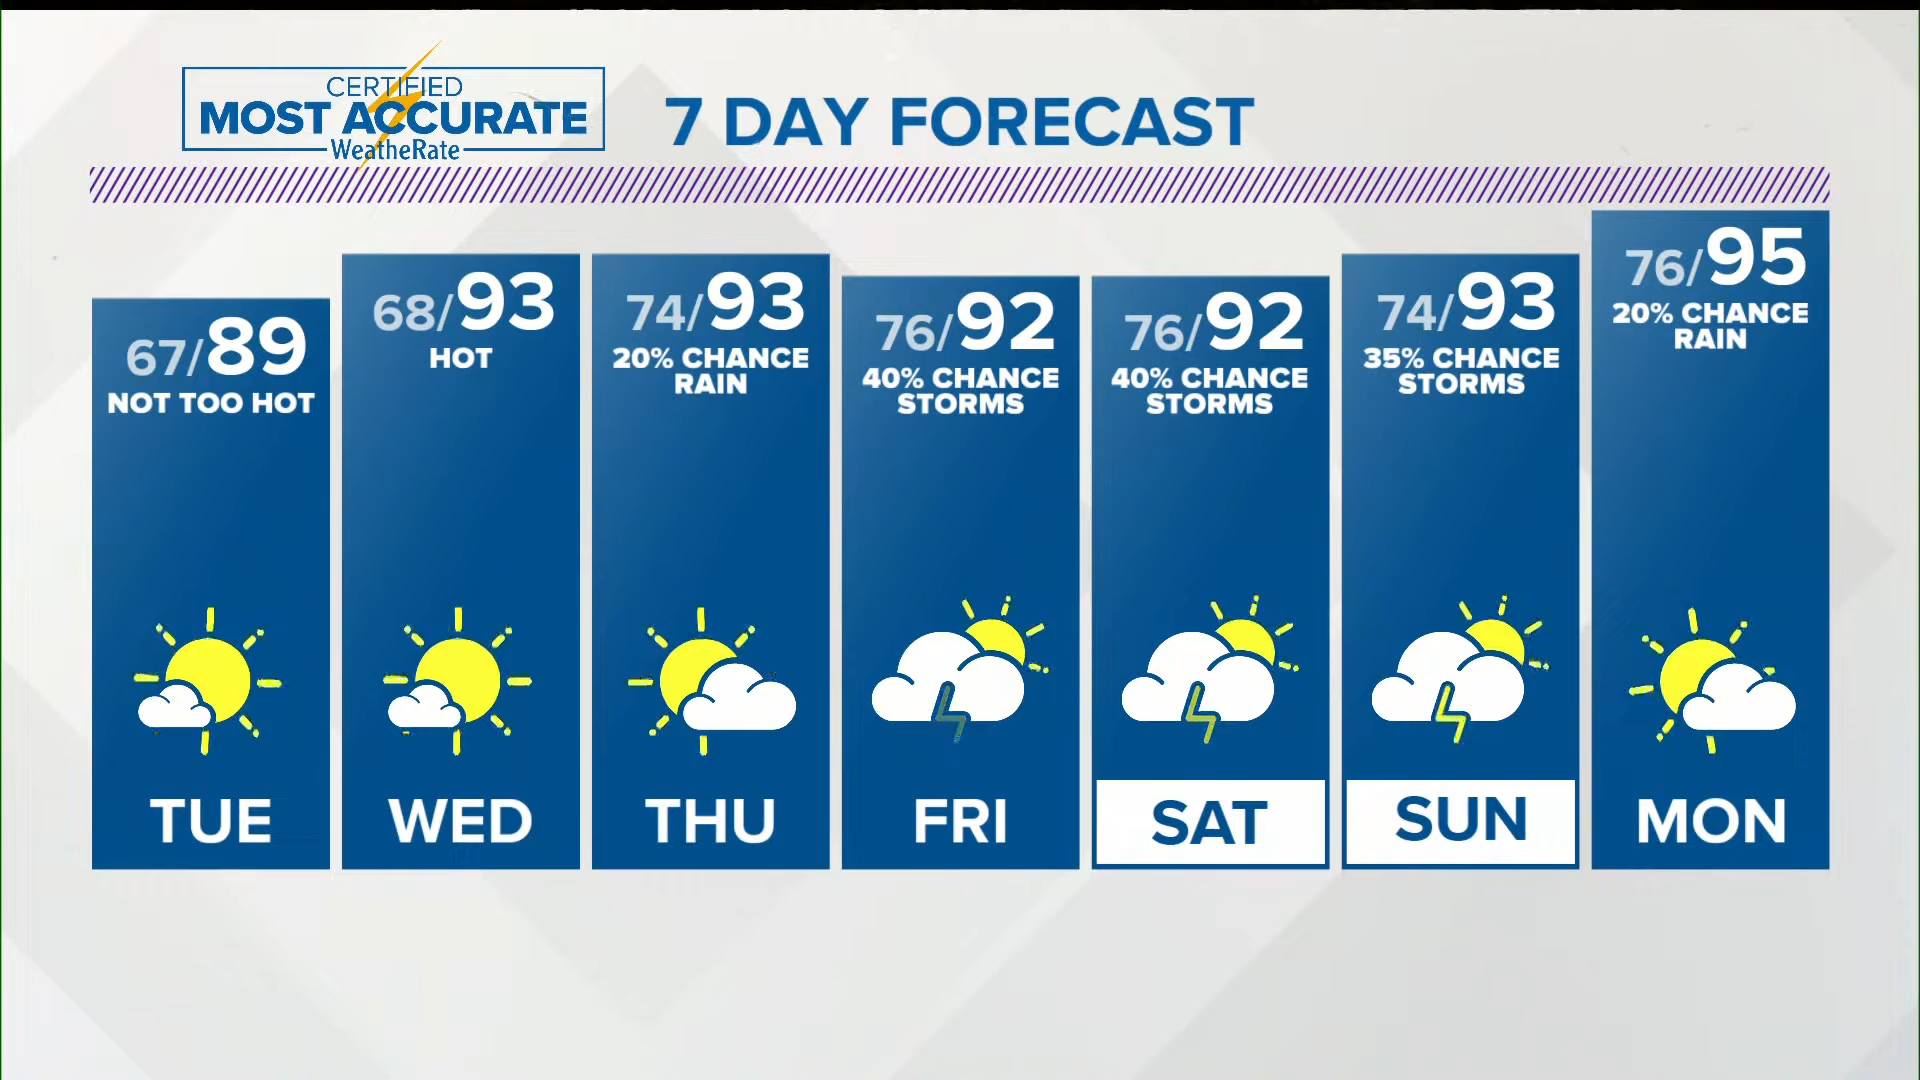 CERTIFIED
MOST ACCURATE
WeatheRate
7 DAY FORECAST
67/89
NOT TOO HOT
TUE
68/93
HOT
WED
74/93
20% CHANCE
RAIN
THU
76/92
40% CHANCE
STORMS
FRI
76/92
40% CHANCE
STORMS
SAT
74/93
35% CHANCE
STORMS
SUN
76/95
20% CHANCE
RAIN
MON